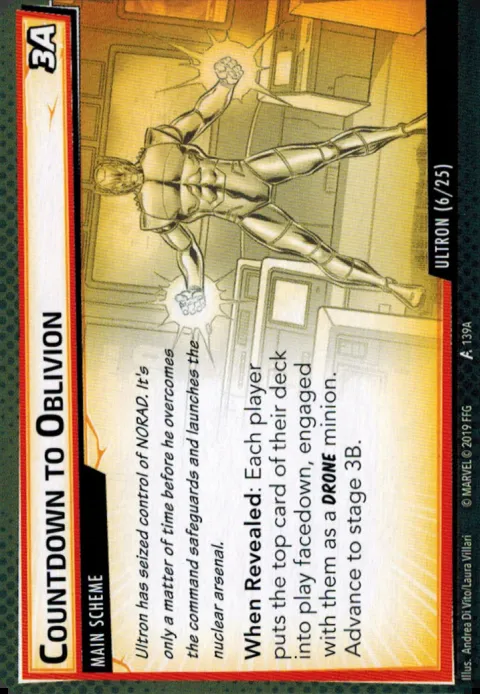 COUNTDOWN TO OBLIVION
3A
MAIN SCHEME
Ultron has seized control of NORAD. It's
only a matter of time before he overcomes
the command safeguards and launches the
nuclear arsenal.
When Revealed: Each player
puts the top card of their deck
into play facedown, engaged
with them as a DRONE minion.
Advance to stage 3B.
ULTRON (6/25)
Illus. Andrea Di Vito/Laura Villari
© MARVEL © 2019 FFG
A 139A